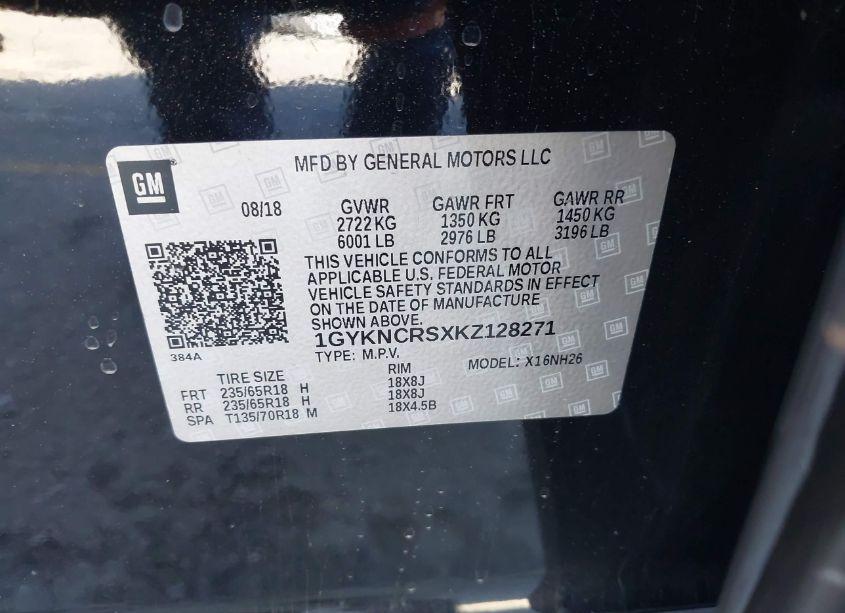 GM
MFD BY GENERAL MOTORS LLC
08/18
GVWR
2722 KG
6001 LB
GAWR FRT
1350 KG
2976 LB
GAWR RR
1450 KG
3196 LB
THIS VEHICLE CONFORMS TO ALL
APPLICABLE U.S. FEDERAL MOTOR
VEHICLE SAFETY STANDARDS IN EFFECT
ON THE DATE OF MANUFACTURE
SHOWN ABOVE.
384A
1GYKNCRSXKZ128271
TYPE: M.P.V.
MODEL: X16NH26
TIRE SIZE RIM
FRT 235/65R18 H 18X8J
RR 235/65R18 H 18X8J
SPA T135/70R18 M 18X4.5B